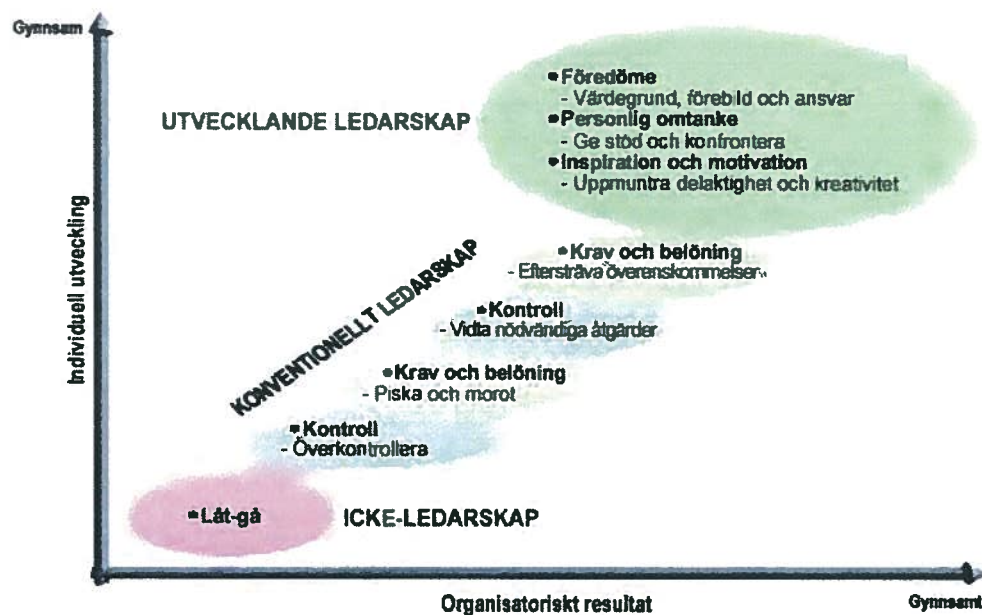 Gynnsam
Föredöme
- Värdegrund, förebild och ansvar
UTVECKLANDE LEDARSKAP
Personlig omtanke
- Ge stöd och konfrontera
Inspiration och motivation
- Uppmuntra delaktighet och kreativitet
Individuell utveckling
KONVENTIONELLT LEDARSKAP
Krav och belöning
- Eftersträva överenskommelser
Kontroll
- Vidta nödvändiga åtgärder
Krav och belöning
- Piska och morot
Kontroll
- Överkontrollera
Låt-gå
ICKE-LEDARSKAP
Organisatoriskt resultat
Gynnsamt